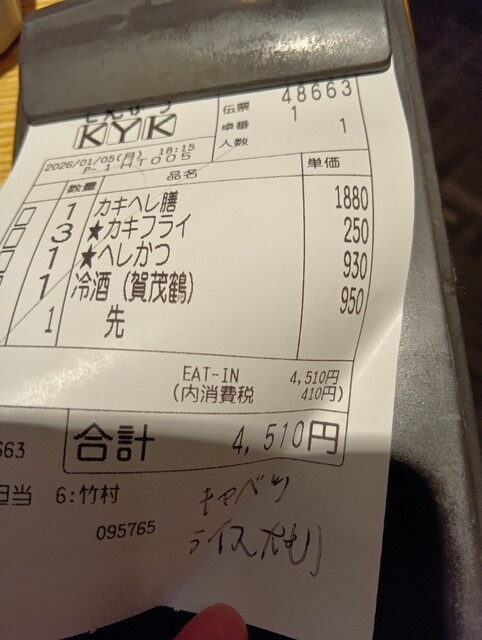 とんかつ
KYK
伝票 48663
卓番 1
人数 1
2026/01/05(月) 18:15
P- 1 HT005
数量 品名 単価
1 カキヘレ膳 1880
3 ★カキフライ 250
1 ★ヘレかつ 930
1 冷酒(賀茂鶴) 950
1 先
EAT-IN 4,510円
(内消費税 410円)
合計 4,510円
663
担当 6:竹村
095765
キャベツ
ライス大もり